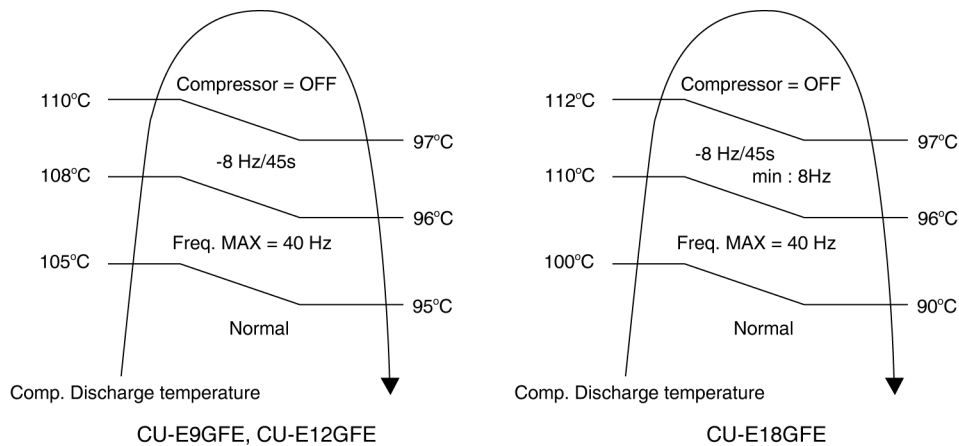 Compressor = OFF
110°C
97°C
-8 Hz/45s
108°C
96°C
Freq. MAX = 40 Hz
105°C
95°C
Normal
Comp. Discharge temperature
CU-E9GFE, CU-E12GFE
Compressor = OFF
112°C
97°C
-8 Hz/45s
min : 8Hz
110°C
96°C
Freq. MAX = 40 Hz
100°C
90°C
Normal
Comp. Discharge temperature
CU-E18GFE